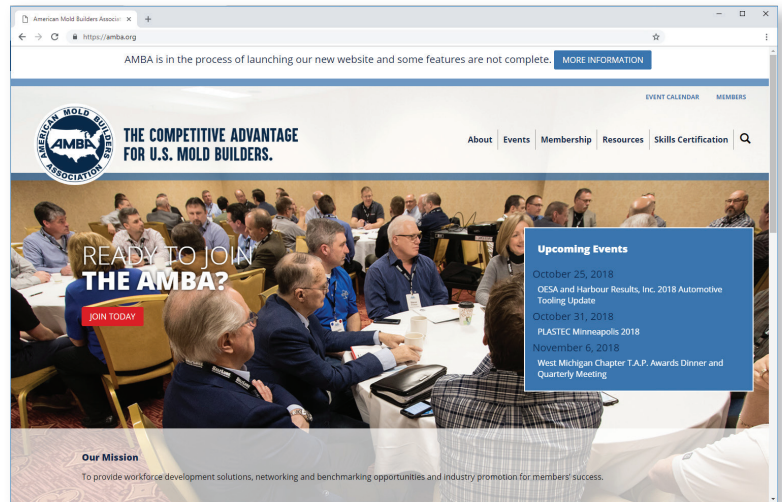 American Mold Builders Associat
https://amba.org
AMBA is in the process of launching our new website and some features are not complete. MORE INFORMATION
EVENT CALENDAR MEMBERS
AMERICAN MOLD BUILDERS ASSOCIATION
AMBA
THE COMPETITIVE ADVANTAGE
FOR U.S. MOLD BUILDERS.
About Events Membership Resources Skills Certification
READY TO JOIN
THE AMBA?
JOIN TODAY
Upcoming Events
October 25, 2018
OESA and Harbour Results, Inc. 2018 Automotive
Tooling Update
October 31, 2018
PLASTEC Minneapolis 2018
November 6, 2018
West Michigan Chapter T.A.P. Awards Dinner and
Quarterly Meeting
Our Mission
To provide workforce development solutions, networking and benchmarking opportunities and industry promotion for members' success.